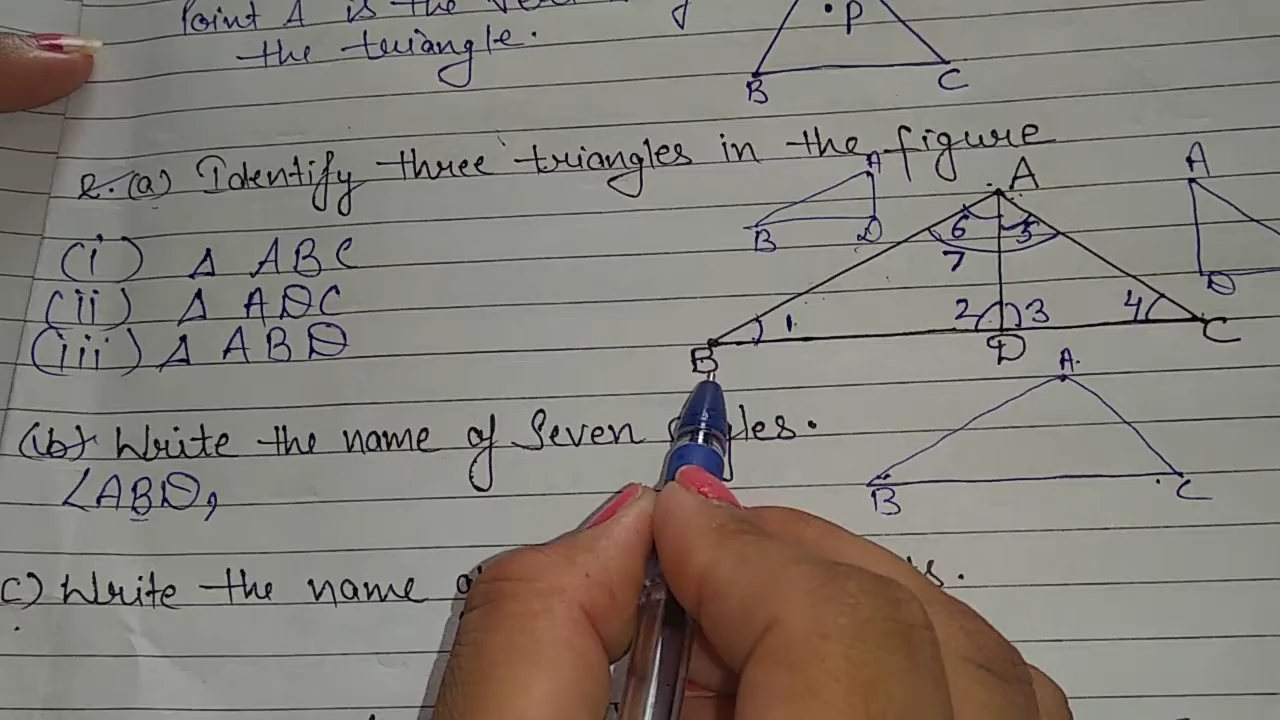 Point A is the
the triangle.
P
B C
2.(a) Identify three triangles in the figure
(i) Δ ABC
(ii) Δ ADC
(iii) Δ ABD
A
B D
A
6 5
7
1 2 3 4
B D C
A
D
(b) Write the name of Seven
∠ABD,
A
B C
c) Write the name